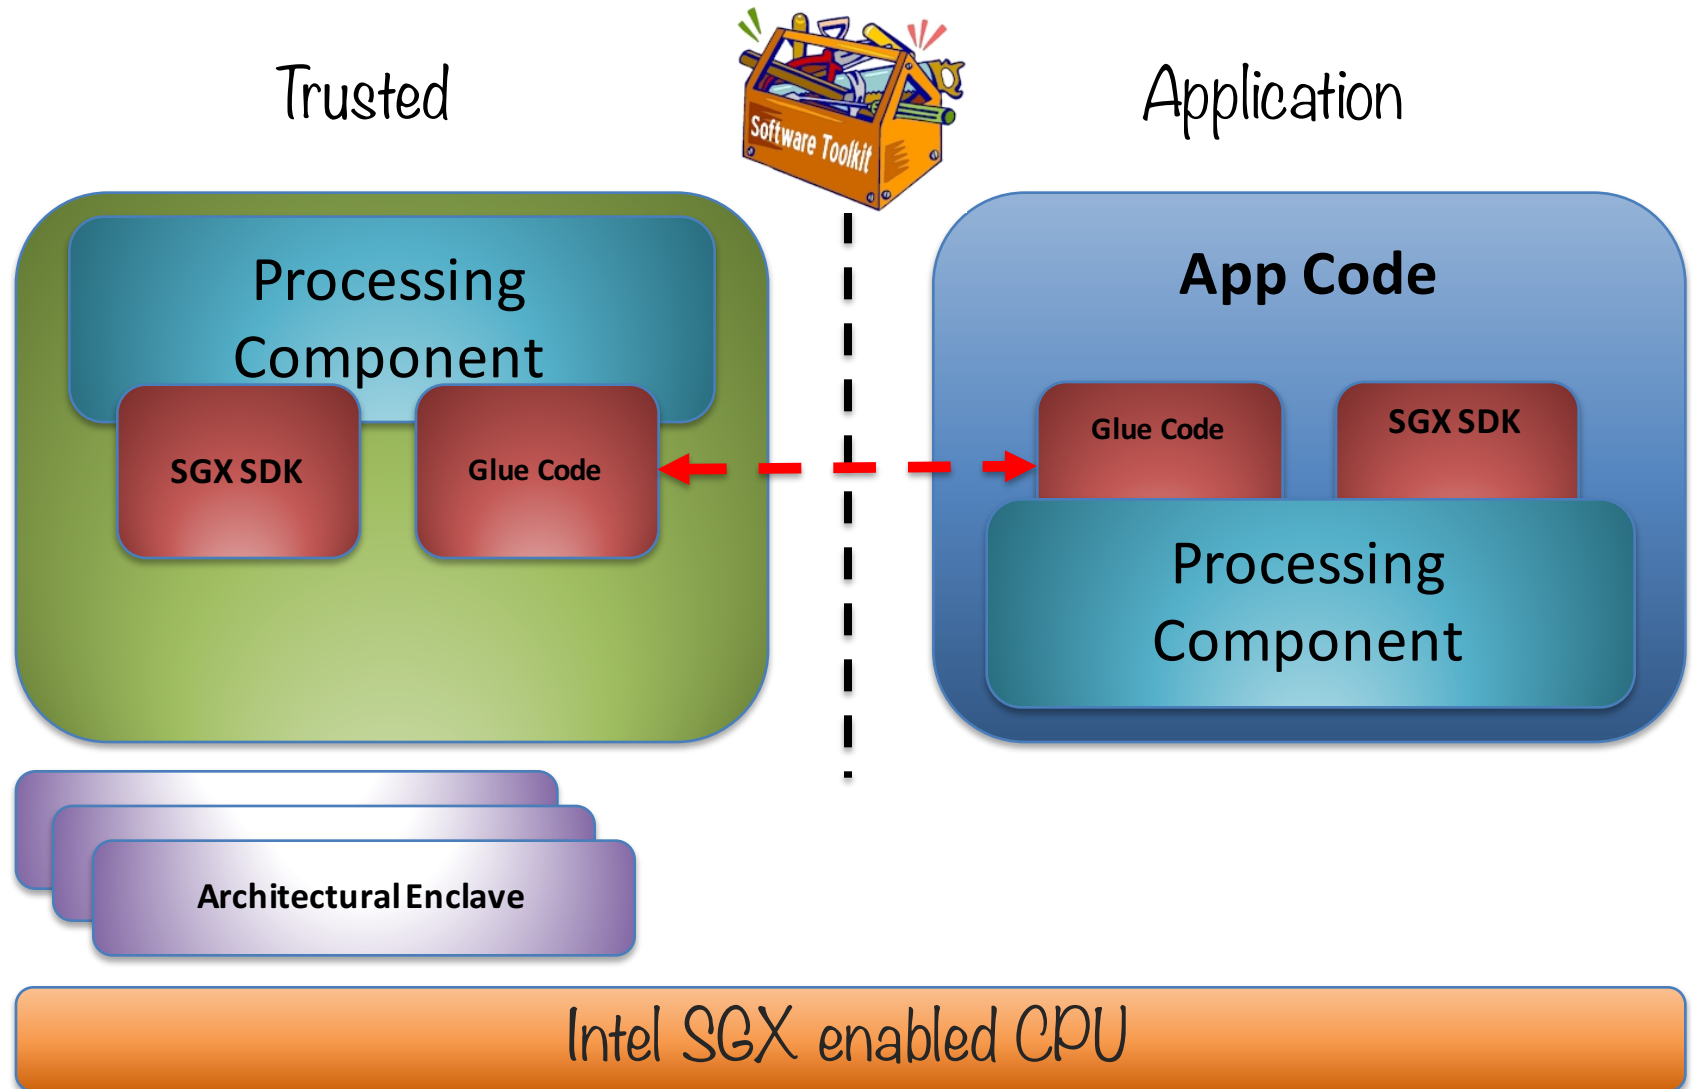 Trusted
Software Toolkit
Application
Processing
Component
SGX SDK
Glue Code
App Code
Glue Code
SGX SDK
Processing
Component
Architectural Enclave
Intel SGX enabled CPU